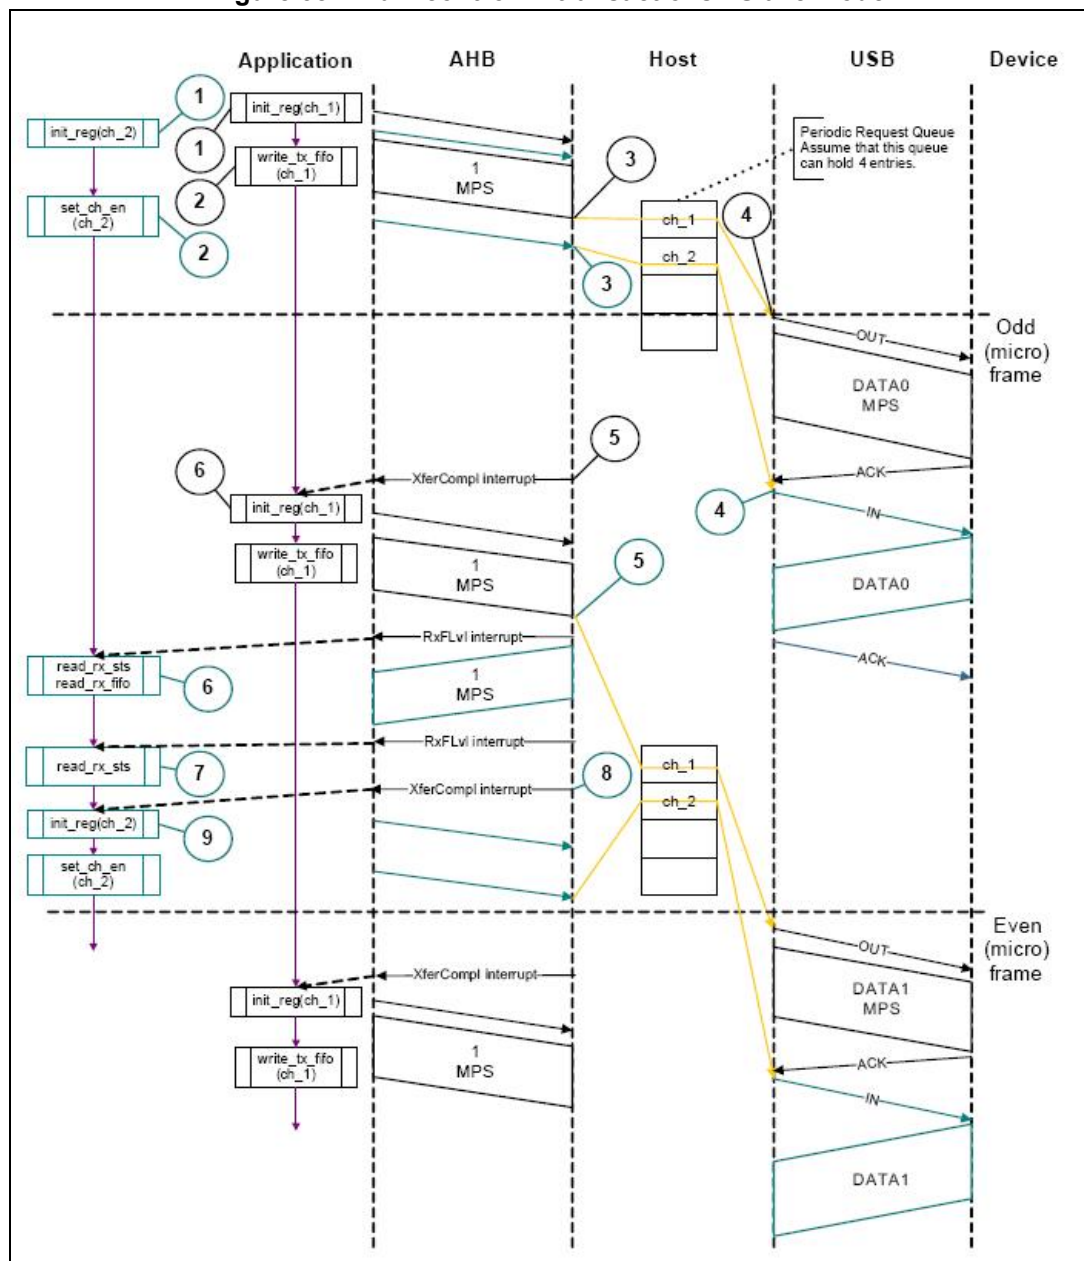 Application AHB Host USB Device
1
init_reg(ch_2)
init_reg(ch_1)
1
write_tx_fifo
(ch_1)
2
set_ch_en
(ch_2)
2
1
MPS
3
3
Periodic Request Queue
Assume that this queue
can hold 4 entries.
ch_1
ch_2
4
Odd
(micro)
frame
OUT
DATA0
MPS
ACK
5
XferCompl interrupt
6
init_reg(ch_1)
write_tx_fifo
(ch_1)
1
MPS
4
IN
DATA0
ACK
5
RxFLvl interrupt
read_rx_sts
read_rx_fifo
6
1
MPS
RxFLvl interrupt
read_rx_sts
7
XferCompl interrupt
8
init_reg(ch_2)
9
set_ch_en
(ch_2)
ch_1
ch_2
Even
(micro)
frame
OUT
XferCompl interrupt
init_reg(ch_1)
write_tx_fifo
(ch_1)
1
MPS
DATA1
MPS
ACK
IN
DATA1